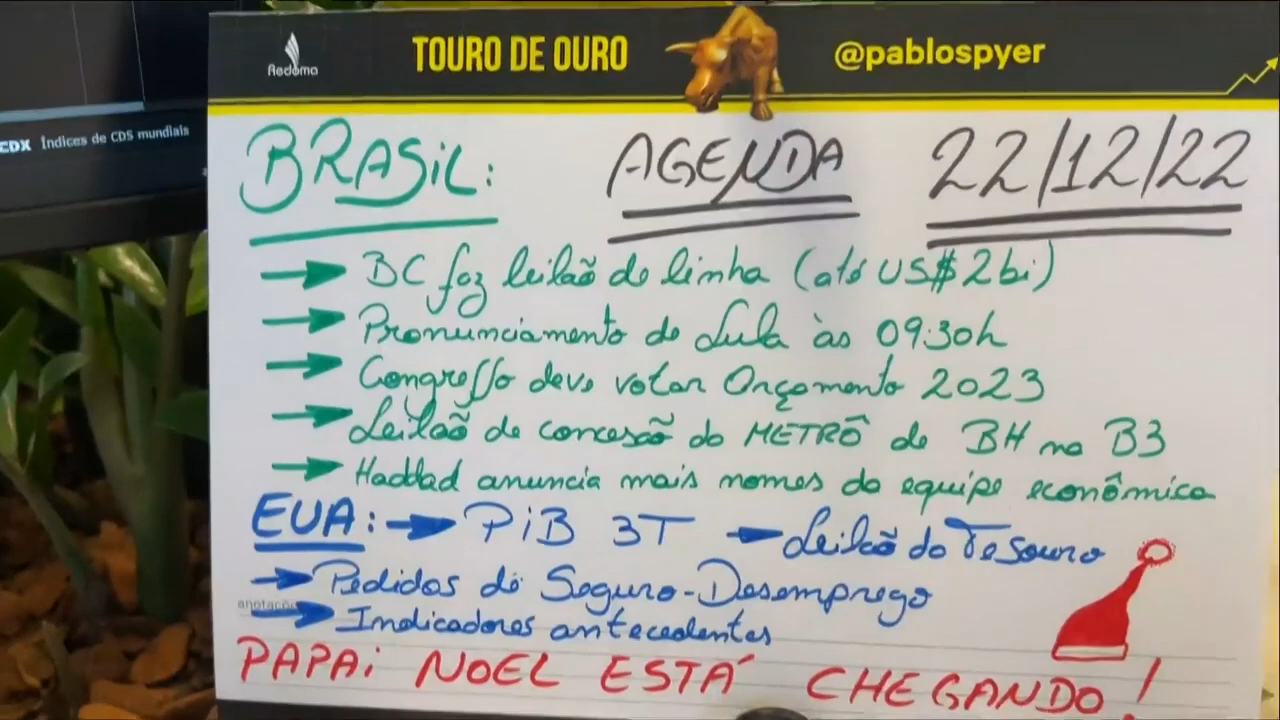 Redoma
TOURO DE OURO
@pablospyer
CDX Índices de CDS mundiais
BRASIL: AGENDA 22/12/22
BC faz leilão de linha (até US$ 2bi)
Pronunciamento de Lula às 09:30h
Congresso deve votar Orçamento 2023
Leilão de concesão do METRÔ de BH na B3
Haddad anuncia mais nomes da equipe econômica
EUA: PIB 3T Leilão do Tesouro
Pedidos de Seguro-Desemprego
Indicadores antecedentes
PAPAI NOEL ESTÁ CHEGANDO!